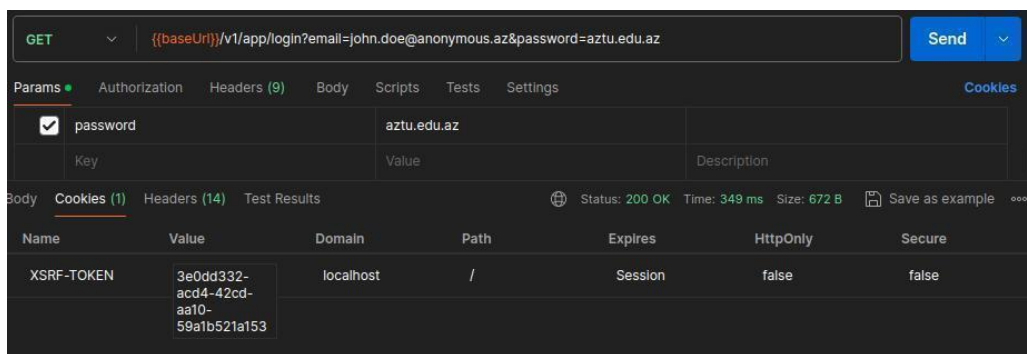 GET {{baseUrl}}/v1/app/login?email=john.doe@anonymous.az&password=aztu.edu.az Send
Params Authorization Headers (9) Body Scripts Tests Settings Cookies
password aztu.edu.az
Key Value Description
Body Cookies (1) Headers (14) Test Results Status: 200 OK Time: 349 ms Size: 672 B Save as example
Name Value Domain Path Expires HttpOnly Secure
XSRF-TOKEN 3e0dd332- localhost / Session false false
acd4-42cd-
aa10-
59a1b521a153